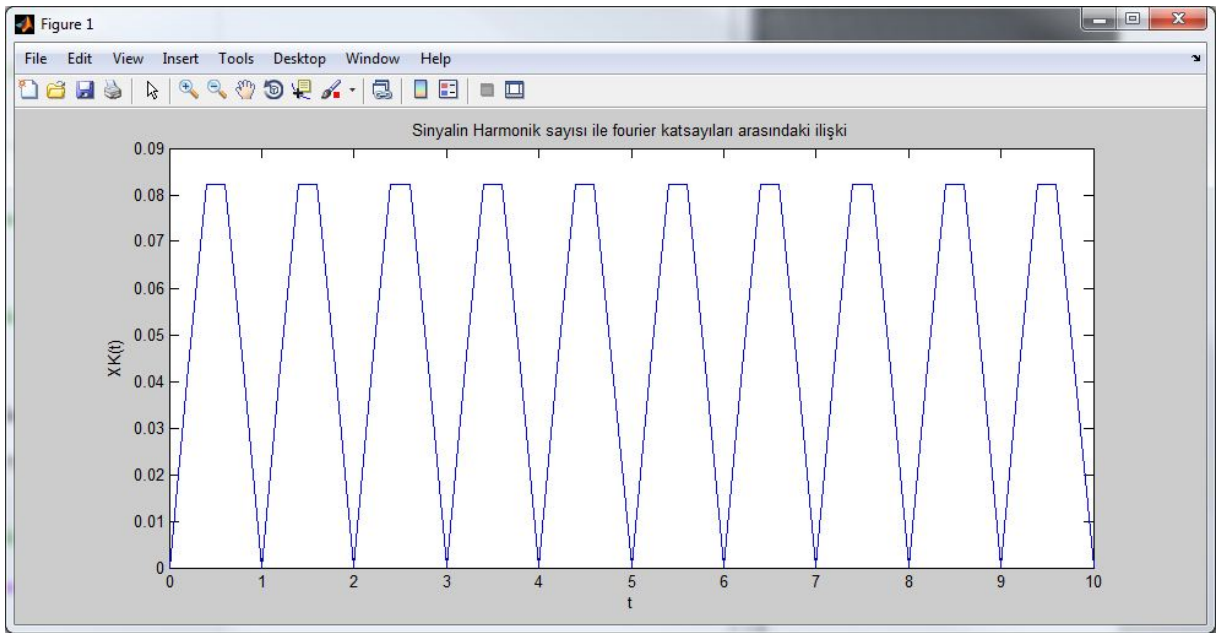 Figure 1
File Edit View Insert Tools Desktop Window Help
Sinyalin Harmonik sayısı ile fourier katsayıları arasındaki ilişki
0.09
0.08
0.07
0.06
0.05
0.04
0.03
0.02
0.01
0
XK(t)
0 1 2 3 4 5 6 7 8 9 10
t